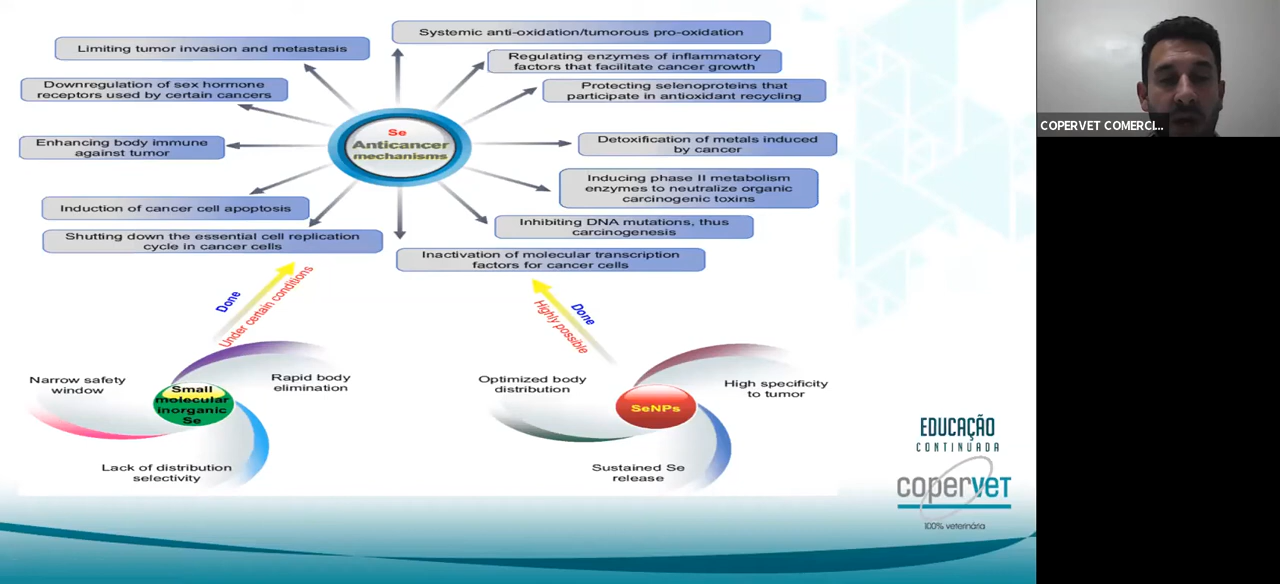 Systemic anti-oxidation/tumorous pro-oxidation
Limiting tumor invasion and metastasis
Regulating enzymes of inflammatory
factors that facilitate cancer growth
Downregulation of sex hormone
receptors used by certain cancers
Protecting selenoproteins that
participate in antioxidant recycling
Se
Anticancer
mechanisms
Enhancing body immune
against tumor
Detoxification of metals induced
by cancer
Inducing phase II metabolism
enzymes to neutralize organic
carcinogenic toxins
Induction of cancer cell apoptosis
Inhibiting DNA mutations, thus
carcinogenesis
Shutting down the essential cell replication
cycle in cancer cells
Inactivation of molecular transcription
factors for cancer cells
Done
Under certain conditions
Done
Highly possible
Narrow safety
window
Small
molecular
inorganic
Se
Rapid body
elimination
Lack of distribution
selectivity
Optimized body
distribution
SeNPs
High specificity
to tumor
Sustained Se
release
EDUCAÇÃO
CONTINUADA
copervet
100% veterinária
COPERVET COMERCI...